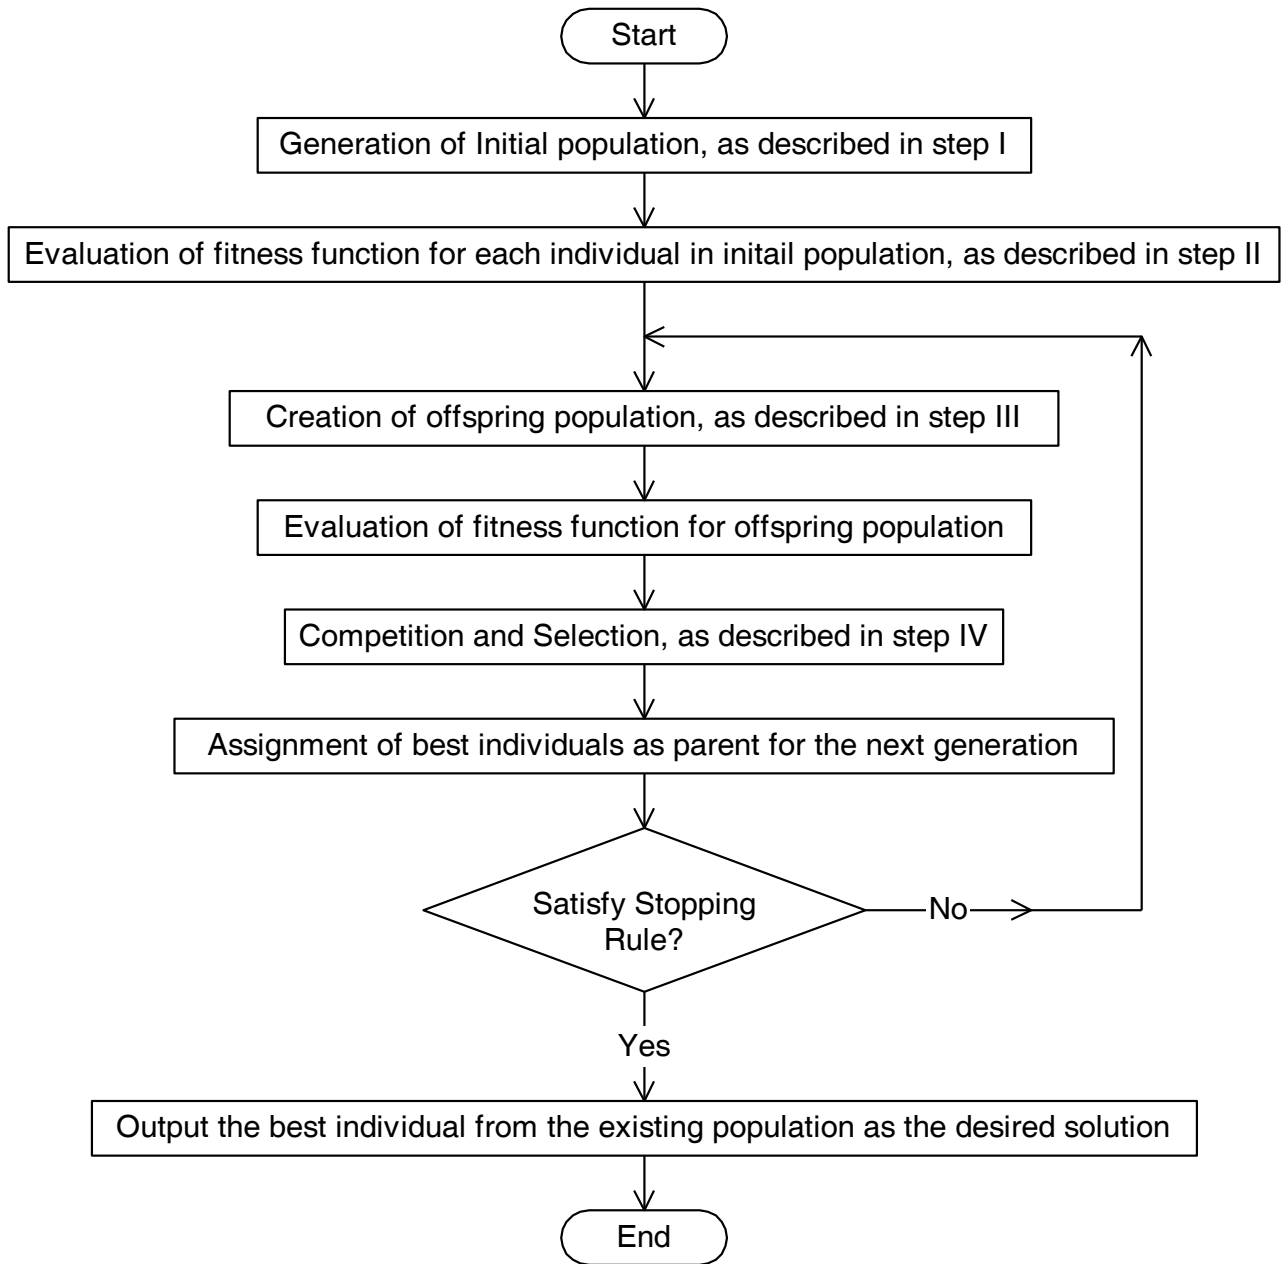 Start
Generation of Initial population, as described in step I
Evaluation of fitness function for each individual in initail population, as described in step II
Creation of offspring population, as described in step III
Evaluation of fitness function for offspring population
Competition and Selection, as described in step IV
Assignment of best individuals as parent for the next generation
Satisfy Stopping
Rule?
No
Yes
Output the best individual from the existing population as the desired solution
End